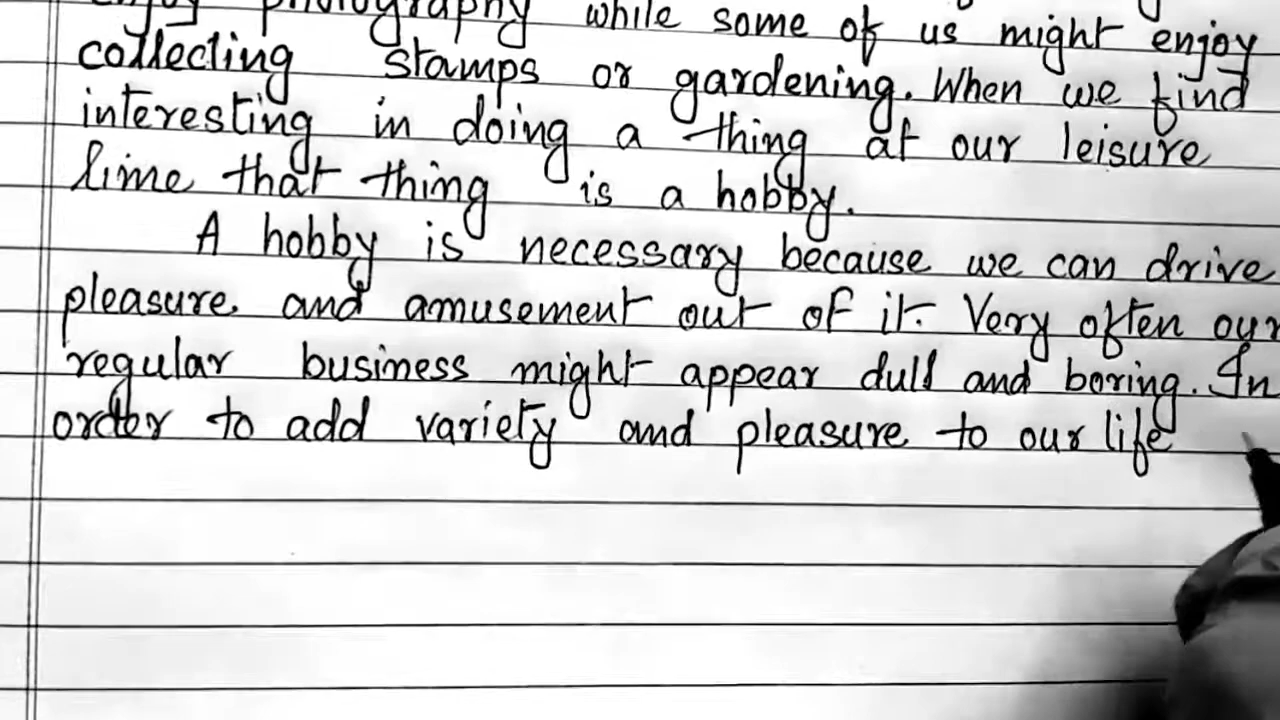 enjoy photography while some of us might enjoy
collecting stamps or gardening. When we find
interesting in doing a thing at our leisure
lime that thing is a hobby.
A hobby is necessary because we can drive
pleasure and amusement out of it. Very often our
regular business might appear dull and boring. In
order to add variety and pleasure to our life